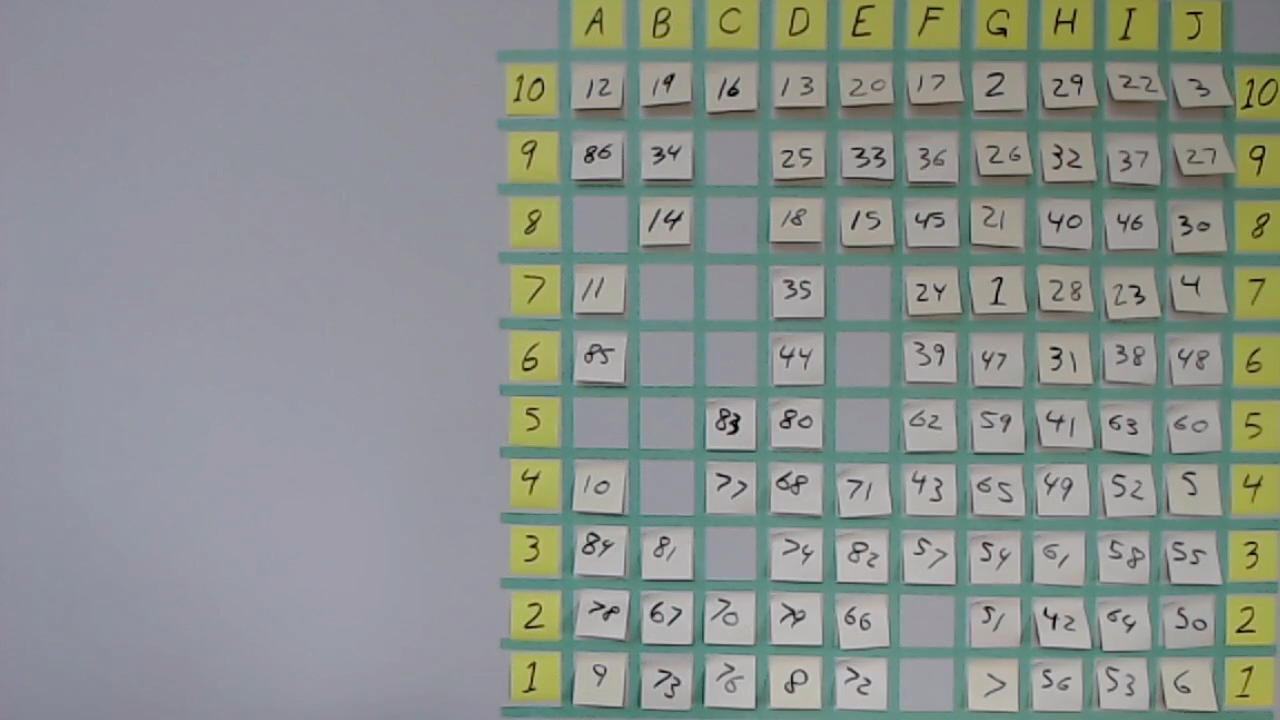 A B C D E F G H I J
10 12 19 16 13 20 17 2 29 22 3 10
9 86 34 25 33 36 26 32 37 27 9
8 14 18 15 45 21 40 46 30 8
7 11 35 24 1 28 23 4 7
6 85 44 39 47 31 38 48 6
5 83 80 62 59 41 63 60 5
4 10 77 68 71 43 65 49 52 5 4
3 84 81 74 82 57 54 61 58 55 3
2 78 67 70 79 66 51 42 64 50 2
1 9 73 76 8 72 7 56 53 6 1